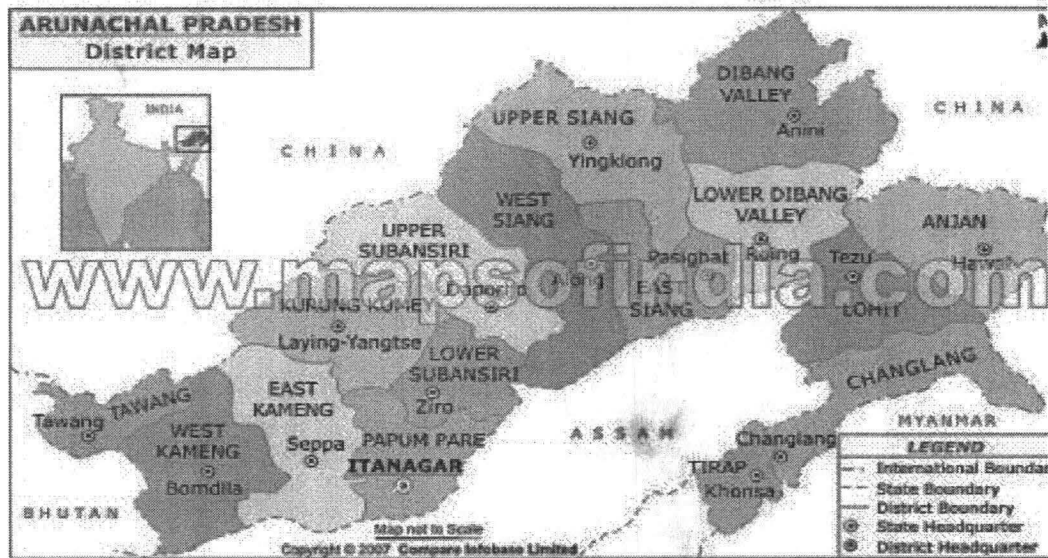 ARUNACHAL PRADESH
District Map
INDIA
CHINA
CHINA
DIBANG
VALLEY
Anini
UPPER SIANG
Yingkiong
WEST
SIANG
LOWER DIBANG
VALLEY
Roing
ANJAN
Tezu
LOHIT
UPPER
SUBANSIRI
Daporijo
Along
Pasighat
EAST
SIANG
www.mapsofindia.com
KURUNG KUMEY
Laying-Yangtse
LOWER
SUBANSIRI
Ziro
CHANGLANG
Changlang
TAWANG
Tawang
WEST
KAMENG
Bomdila
EAST
KAMENG
Seppa
PAPUM PARE
ITANAGAR
ASSAM
MYANMAR
TIRAP
Khonsa
BHUTAN
Map not to Scale
Copyright © 2007 Compare Infobase Limited
LEGEND
International Boundar
State Boundary
District Boundary
State Headquarter
District Headquarter